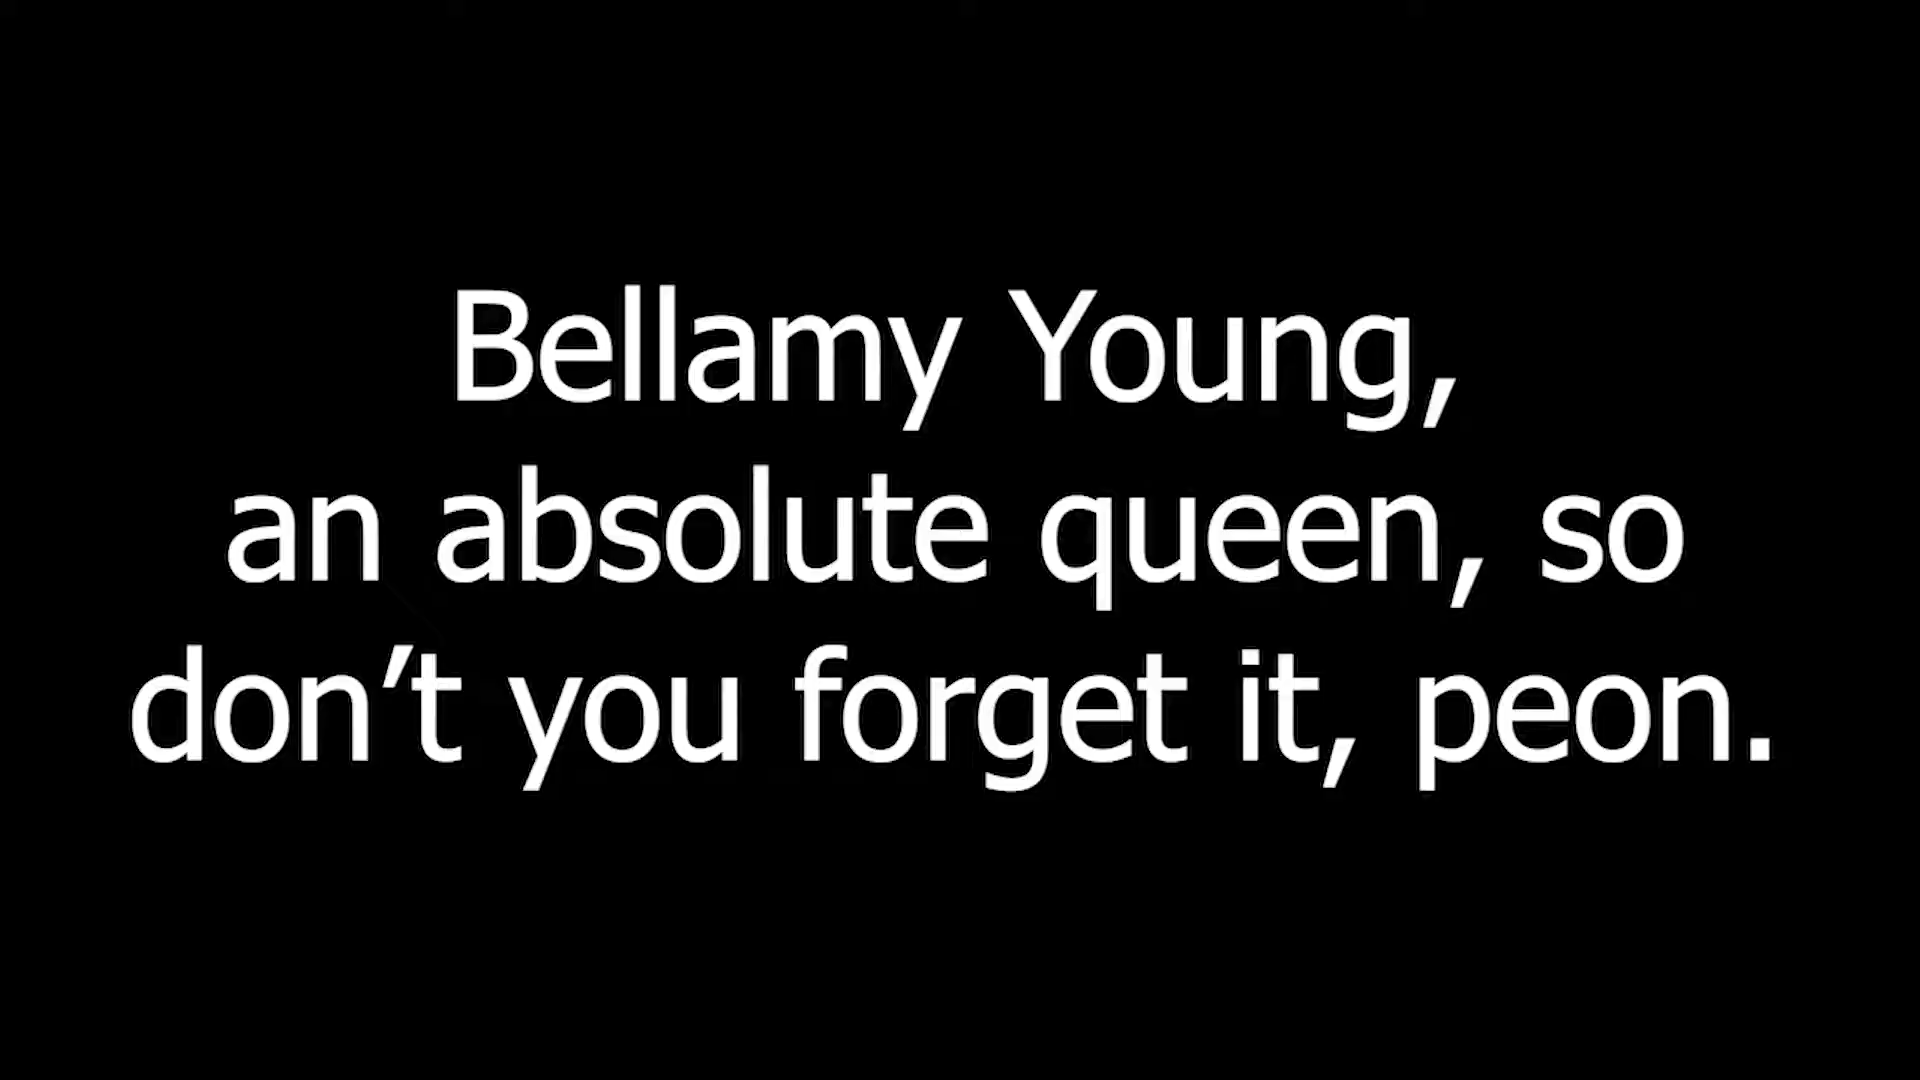 Bellamy Young,
an absolute queen, so
don’t you forget it, peon.